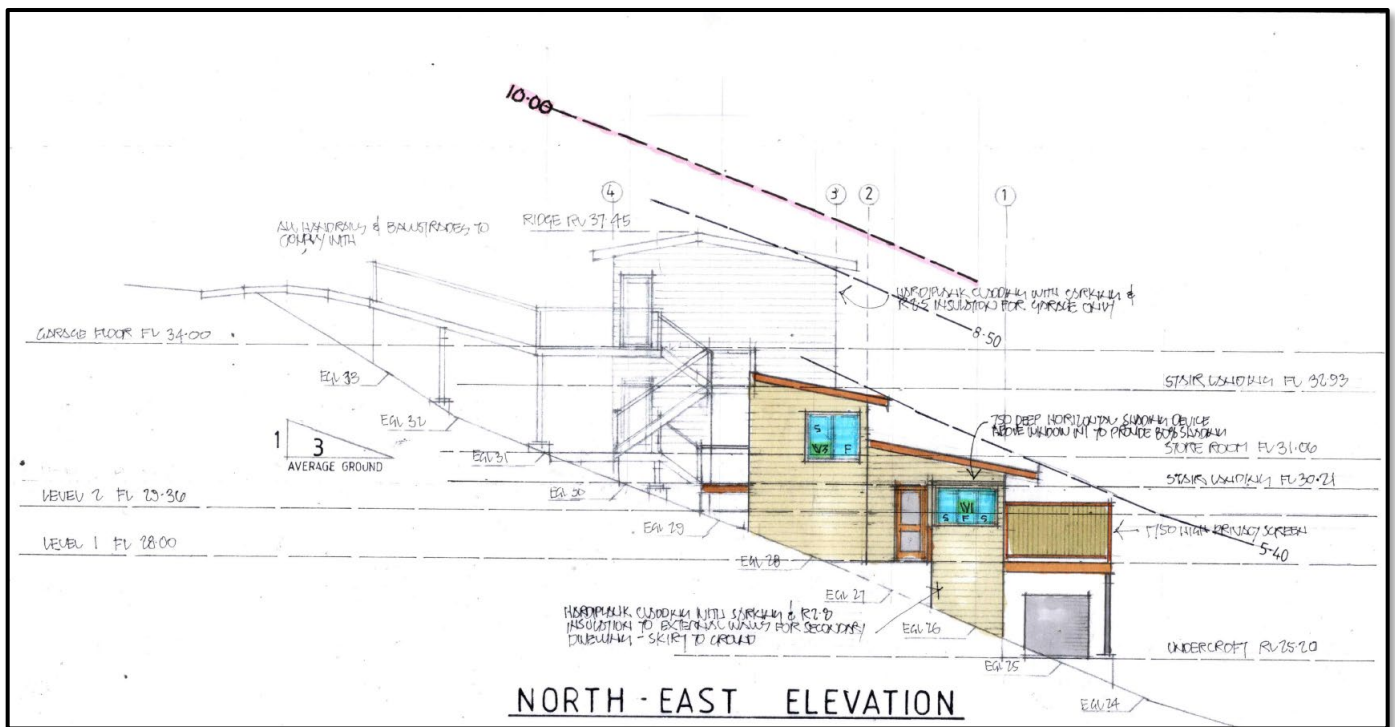 10·00
4
3
2
1
ALL HANDRAILS & BALUSTRADES TO
COMPLY WITH
RIDGE RL 37·45
HARDIPLANK CLADDING WITH SARKING &
R2·5 INSULATION FOR GARAGE ONLY
8·50
GARAGE FLOOR FL 34·00
STAIR LANDING FL 32·93
EGL 33
EGL 32
750 DEEP HORIZONTAL SHADING DEVICE
ABOVE WINDOW W1 TO PROVIDE 80% SHADING
1
3
AVERAGE GROUND
S
W3
F
STORE ROOM FL 31·06
EGL 31
STAIR LANDING FL 30·21
EGL 30
LEVEL 2 FL 29·36
W1
S F S
EGL 29
1750 HIGH PRIVACY SCREEN
5·40
LEVEL 1 FL 28·00
EGL 28
EGL 27
HARDIPLANK CLADDING WITH SARKING & R2·8
INSULATION TO EXTERNAL WALLS FOR SECONDARY
DWELLING - SKIRT TO GROUND
EGL 26
UNDERCROFT RL 25·20
EGL 25
EGL 24
NORTH - EAST ELEVATION